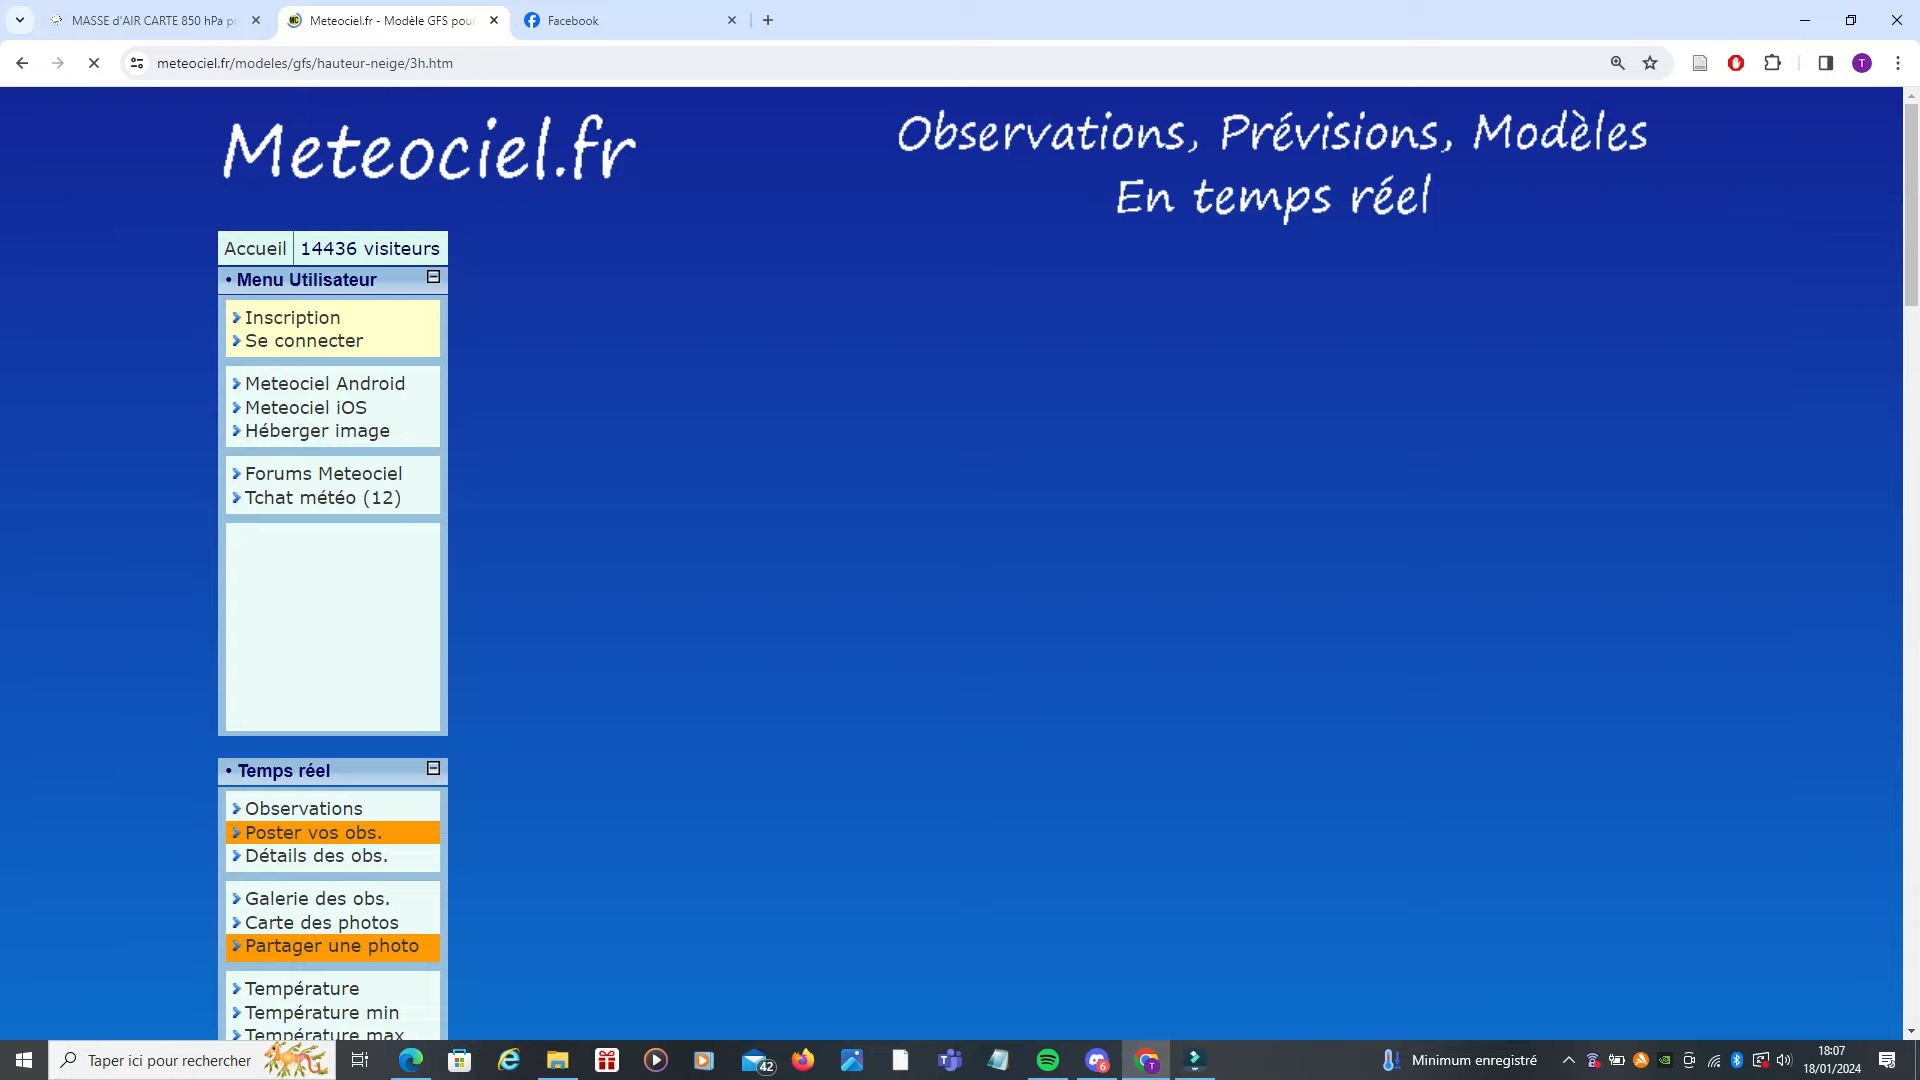 MASSE d'AIR CARTE 850 hPa pr
Meteociel.fr - Modèle GFS pour
Facebook
meteociel.fr/modeles/gfs/hauteur-neige/3h.htm
T
Meteociel.fr
Observations, Prévisions, Modèles
En temps réel
Accueil
14436 visiteurs
• Menu Utilisateur
Inscription
Se connecter
Meteociel Android
Meteociel iOS
Héberger image
Forums Meteociel
Tchat météo (12)
• Temps réel
Observations
Poster vos obs.
Détails des obs.
Galerie des obs.
Carte des photos
Partager une photo
Température
Température min
Température max
Taper ici pour rechercher
42
6
T
Minimum enregistré
18:07
18/01/2024